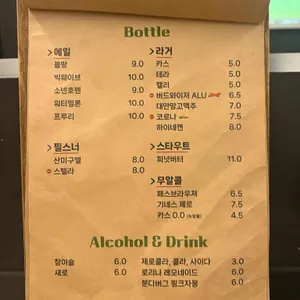 Bottle
>에일
블랑 9.0
빅웨이브 10.0
소넨호펜 9.0
워터멜론 10.0
프루리 10.0
>필스너
산미구엘 8.0
스텔라 8.0
>라거
카스 5.0
테라 5.0
켈리 5.0
버드와이저 ALU 6.5
대만망고맥주 7.0
코로나 7.5
하이네켄 8.0
>스타우트
피넛버터 11.0
>무알콜
파스브라우저 6.5
기네스 제로 7.5
카스 0.0 4.5
Alcohol & Drink
참이슬 6.0
새로 6.0
제로콜라, 콜라, 사이다 3.0
로리나 레모네이드 6.0
분다버그 핑크자몽 6.0